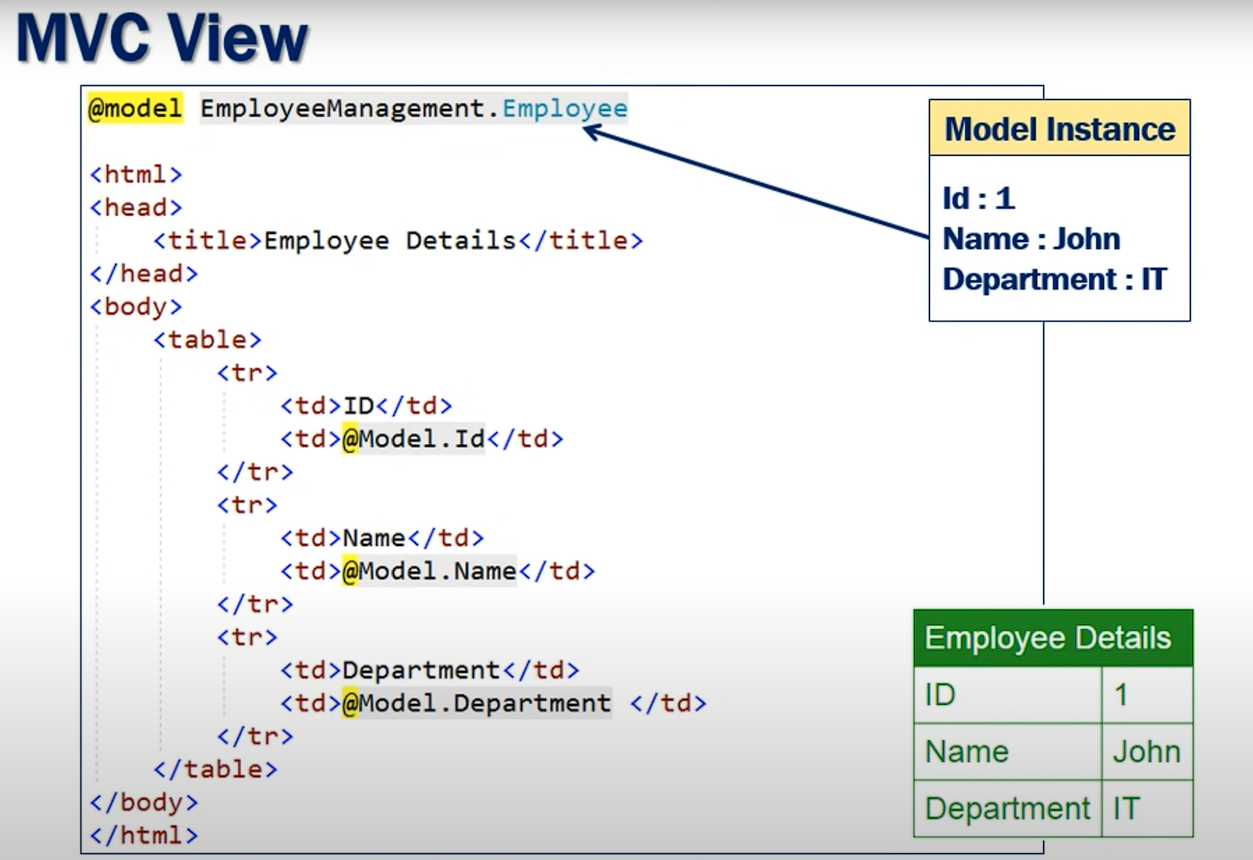 MVC View
@model EmployeeManagement.Employee
<html>
<head>
<title>Employee Details</title>
</head>
<body>
<table>
<tr>
<td>ID</td>
<td>@Model.Id</td>
</tr>
<tr>
<td>Name</td>
<td>@Model.Name</td>
</tr>
<tr>
<td>Department</td>
<td>@Model.Department </td>
</tr>
</table>
</body>
</html>
Model Instance
Id : 1
Name : John
Department : IT
Employee Details
ID 1
Name John
Department IT